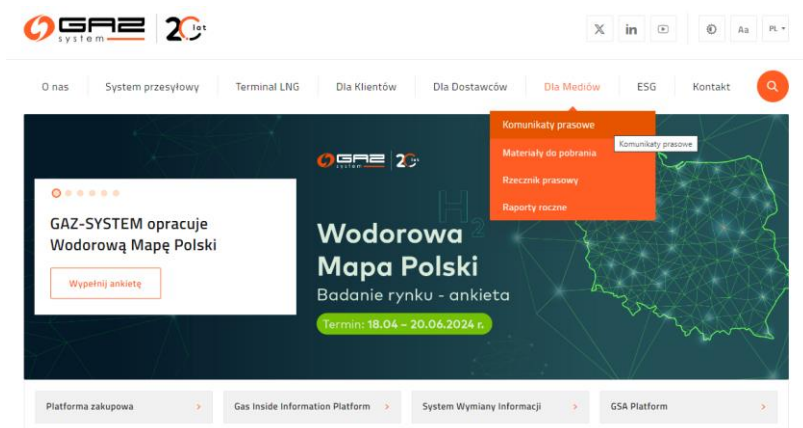 GAZ
system
20 lat
Aa
PL
O nas
System przesyłowy
Terminal LNG
Dla Klientów
Dla Dostawców
Dla Mediów
ESG
Kontakt
Komunikaty prasowe
Komunikaty prasowe
Materiały do pobrania
Rzecznik prasowy
Raporty roczne
GAZ
system
20 lat
GAZ-SYSTEM opracuje
Wodorową Mapę Polski
Wypełnij ankietę
H2
Wodorowa
Mapa Polski
Badanie rynku - ankieta
Termin: 18.04 – 20.06.2024 r.
Platforma zakupowa
Gas Inside Information Platform
System Wymiany Informacji
GSA Platform